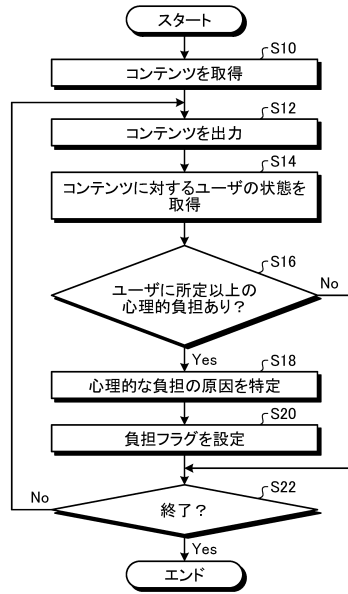 スタート
S10
コンテンツを取得
S12
コンテンツを出力
S14
コンテンツに対するユーザの状態を
取得
S16
ユーザに所定以上の
心理的負担あり？
No
Yes
S18
心理的な負担の原因を特定
S20
負担フラグを設定
S22
No
終了？
Yes
エンド